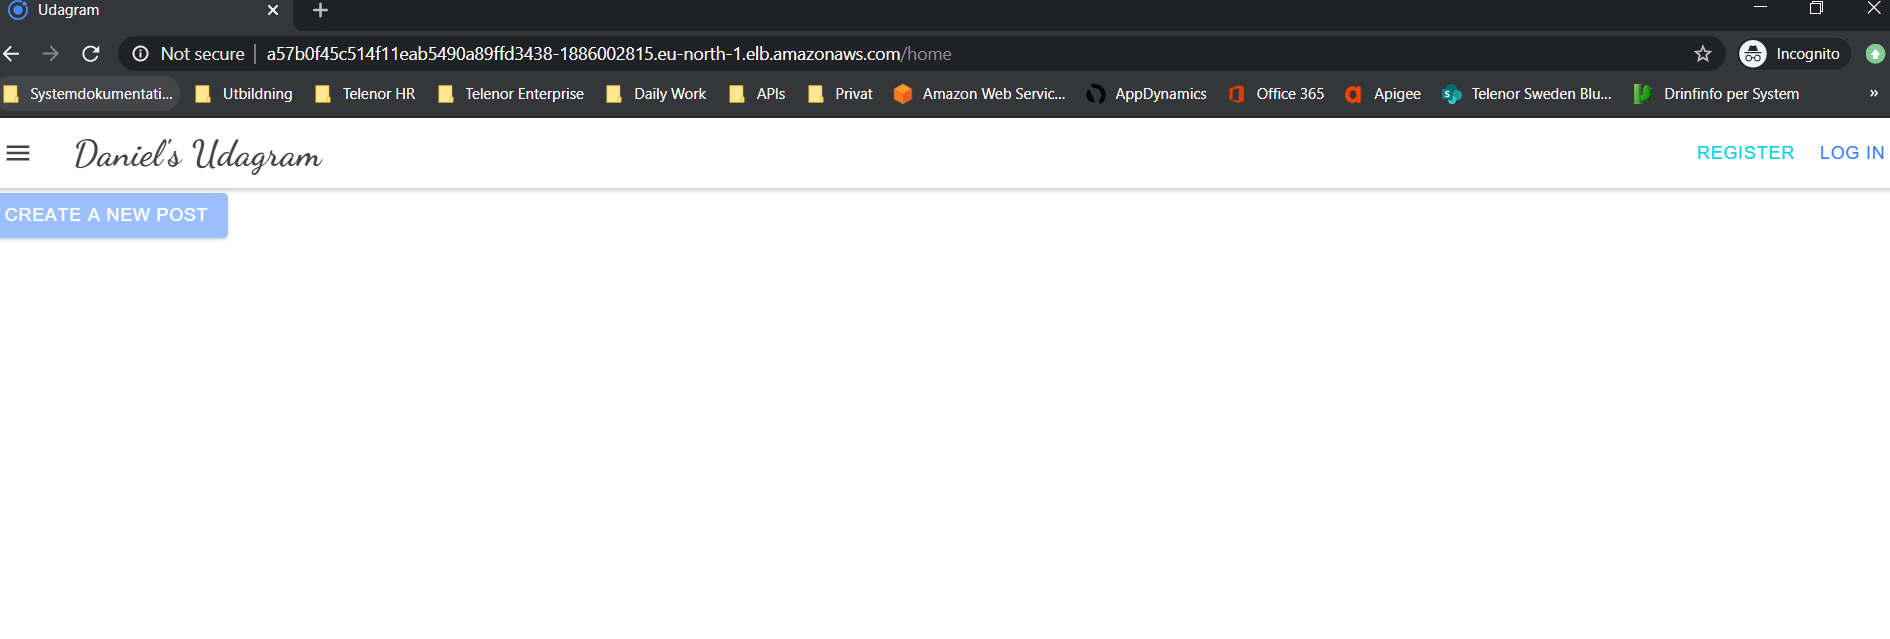 Udagram
Not secure | a57b0f45c514f11eab5490a89ffd3438-1886002815.eu-north-1.elb.amazonaws.com/home Incognito
Systemdokumentati... Utbildning Telenor HR Telenor Enterprise Daily Work APIs Privat Amazon Web Servic... AppDynamics Office 365 Apigee Telenor Sweden Blu... Drinfinfo per System »
Daniel's Udagram REGISTER LOG IN
CREATE A NEW POST